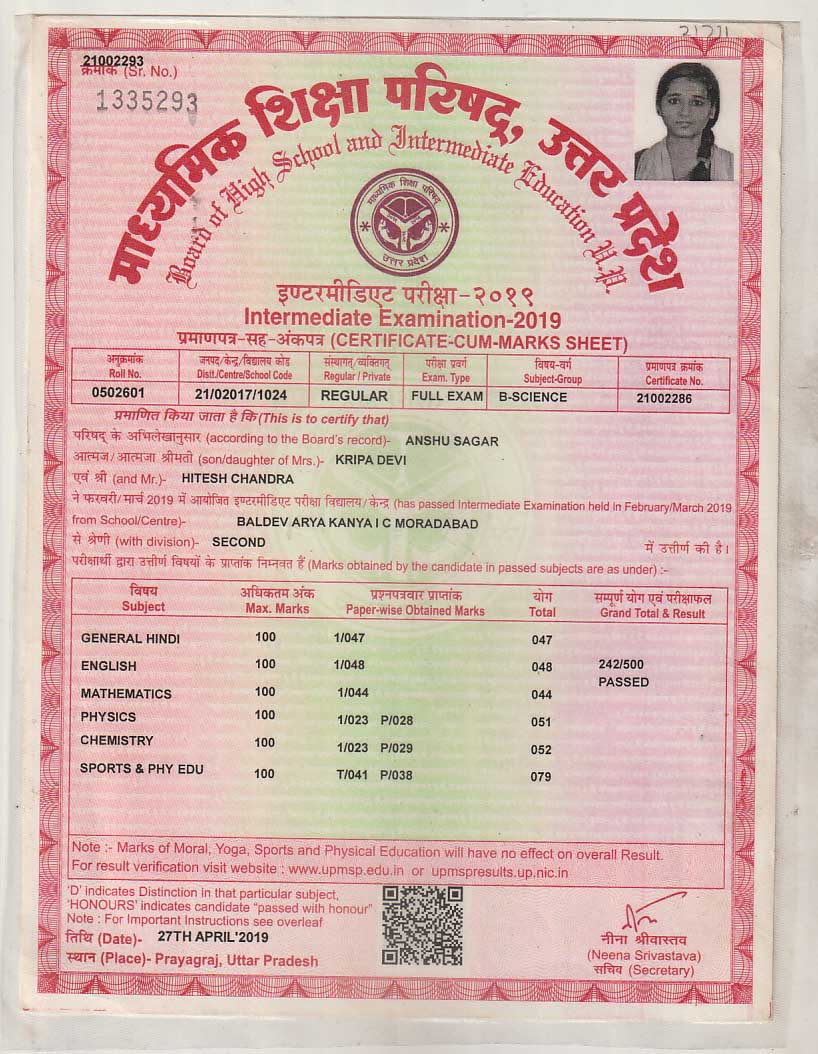 21002293
क्रमांक (Sr. No.)
1335293
माध्यमिक शिक्षा परिषद्, उत्तर प्रदेश
Board of High School and Intermediate Education U.P.
माध्यमिक शिक्षा परिषद्
उत्तर प्रदेश
इण्टरमीडिएट परीक्षा-२०१९
Intermediate Examination-2019
प्रमाणपत्र-सह-अंकपत्र (CERTIFICATE-CUM-MARKS SHEET)
अनुक्रमांक जनपद/केन्द्र/विद्यालय कोड संस्थागत/व्यक्तिगत परीक्षा प्रवर्ग विषय-वर्ग प्रमाणपत्र क्रमांक
Roll No. Distt./Centre/School Code Regular / Private Exam. Type Subject-Group Certificate No.
0502601 21/02017/1024 REGULAR FULL EXAM B-SCIENCE 21002286
प्रमाणित किया जाता है कि (This is to certify that)
परिषद् के अभिलेखानुसार (according to the Board's record)- ANSHU SAGAR
आत्मज/आत्मजा श्रीमती (son/daughter of Mrs.)- KRIPA DEVI
एवं श्री (and Mr.)- HITESH CHANDRA
ने फरवरी/मार्च 2019 में आयोजित इण्टरमीडिएट परीक्षा विद्यालय/केन्द्र (has passed Intermediate Examination held in February/March 2019
from School/Centre)- BALDEV ARYA KANYA I C MORADABAD
से श्रेणी (with division)- SECOND में उत्तीर्ण की है।
परीक्षार्थी द्वारा उत्तीर्ण विषयों के प्राप्तांक निम्नवत हैं (Marks obtained by the candidate in passed subjects are as under) :-
विषय अधिकतम अंक प्रश्नपत्रवार प्राप्तांक योग सम्पूर्ण योग एवं परीक्षाफल
Subject Max. Marks Paper-wise Obtained Marks Total Grand Total & Result
GENERAL HINDI 100 1/047 047
ENGLISH 100 1/048 048 242/500
PASSED
MATHEMATICS 100 1/044 044
PHYSICS 100 1/023 P/028 051
CHEMISTRY 100 1/023 P/029 052
SPORTS & PHY EDU 100 T/041 P/038 079
Note :- Marks of Moral, Yoga, Sports and Physical Education will have no effect on overall Result.
For result verification visit website : www.upmsp.edu.in or upmspresults.up.nic.in
'D' indicates Distinction in that particular subject,
'HONOURS' indicates candidate "passed with honour"
Note : For Important Instructions see overleaf
तिथि (Date)- 27TH APRIL'2019
स्थान (Place)- Prayagraj, Uttar Pradesh
नीना श्रीवास्तव
(Neena Srivastava)
सचिव (Secretary)